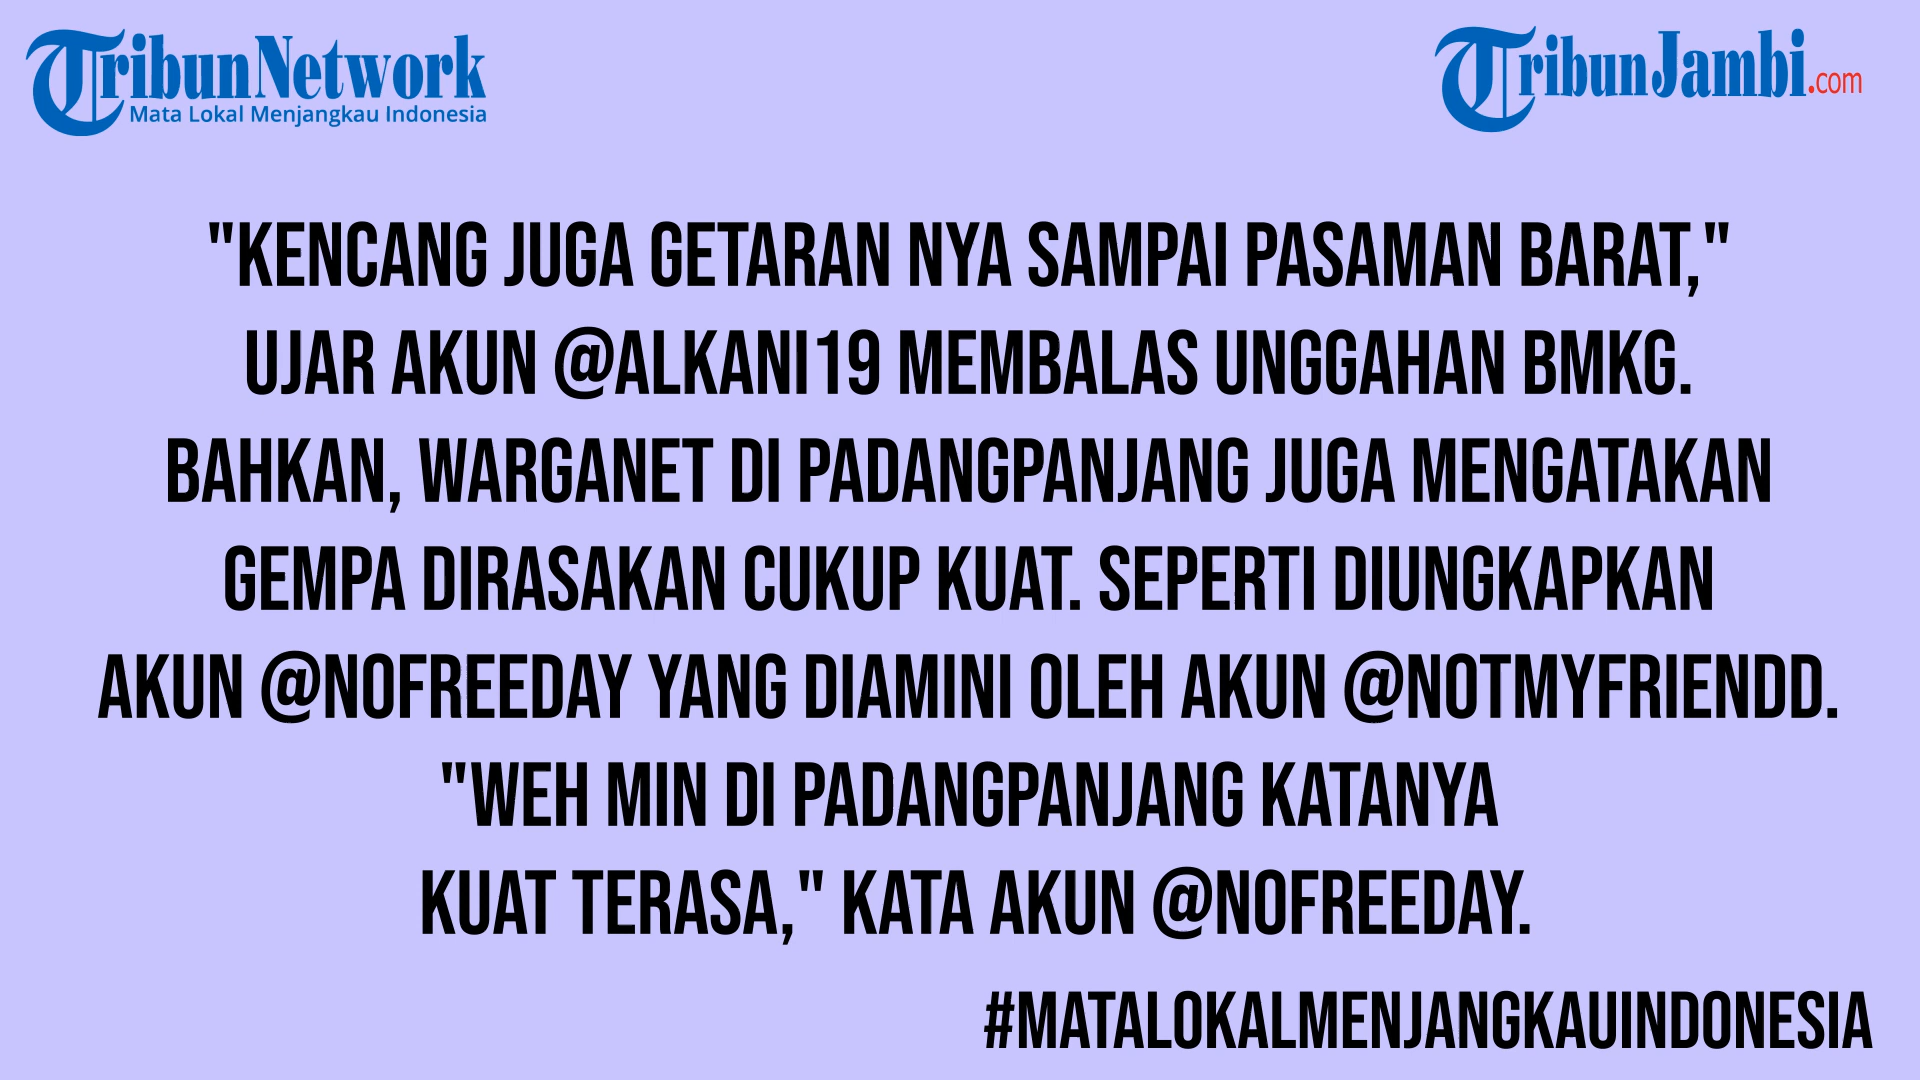 TribunNetwork
Mata Lokal Menjangkau Indonesia
TribunJambi.com
"KENCANG JUGA GETARAN NYA SAMPAI PASAMAN BARAT,"
UJAR AKUN @ALKANI19 MEMBALAS UNGGAHAN BMKG.
BAHKAN, WARGANET DI PADANGPANJANG JUGA MENGATAKAN
GEMPA DIRASAKAN CUKUP KUAT. SEPERTI DIUNGKAPKAN
AKUN @NOFREEDAY YANG DIAMINI OLEH AKUN @NOTMYFRIENDD.
"WEH MIN DI PADANGPANJANG KATANYA
KUAT TERASA," KATA AKUN @NOFREEDAY.
#MATALOKALMENJANGKAUINDONESIA